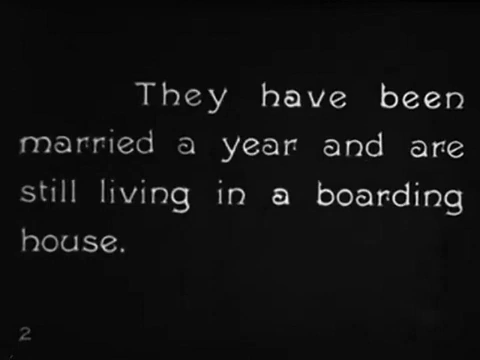 They have been
married a year and are
still living in a boarding
house.
2